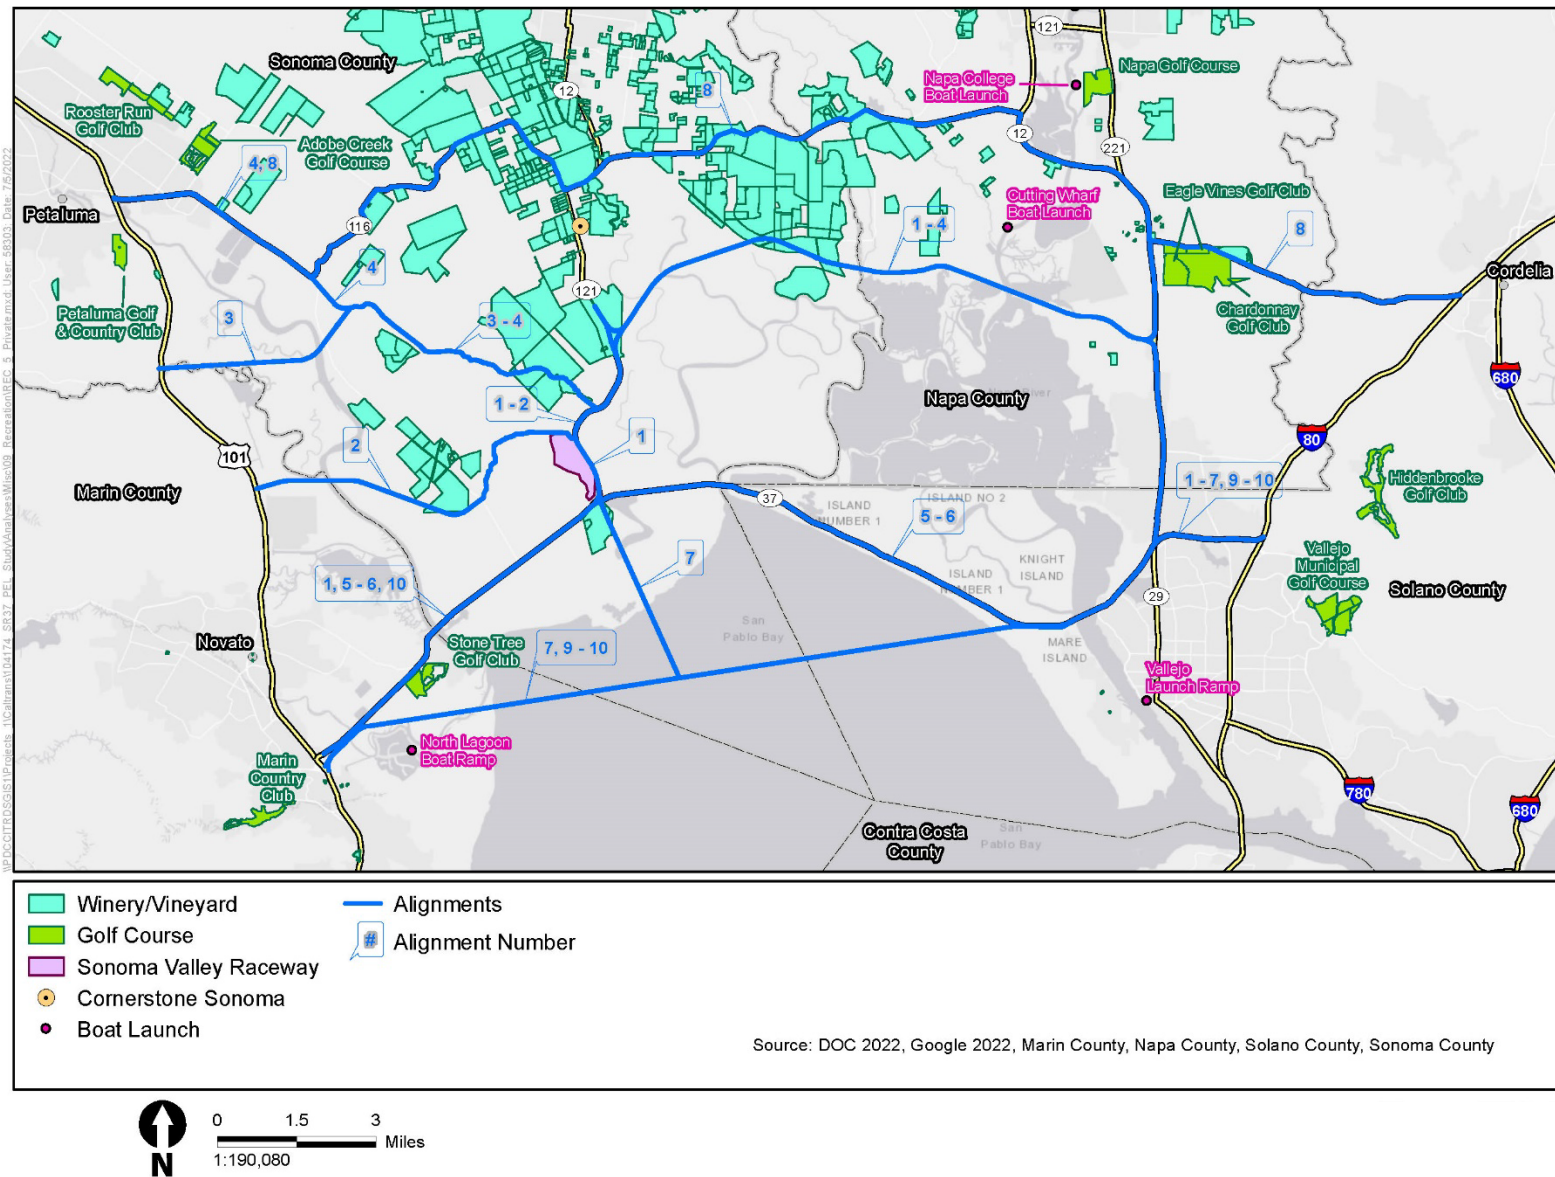 121
Sonoma County
Napa Golf Course
Napa College
Boat Launch
8
12
Rooster Run
Golf Club
Adobe Creek
Golf Course
12
221
4, 8
Eagle Vines Golf Club
Petaluma
Cutting Wharf
Boat Launch
116
1 - 4
8
4
Cordelia
121
Petaluma Golf
& Country Club
3
3 - 4
Chardonnay
Golf Club
680
Napa County
1 - 2
2
1
80
101
Marin County
1 - 7, 9 - 10
Hiddenbrooke
Golf Club
37
ISLAND NO 2
ISLAND
NUMBER 1
5 - 6
7
KNIGHT
ISLAND
Vallejo
Municipal
Golf Course
1, 5 - 6, 10
ISLAND
NUMBER 1
Solano County
29
San
Pablo Bay
Novato
Stone Tree
Golf Club
7, 9 - 10
MARE
ISLAND
Vallejo
Launch Ramp
North Lagoon
Boat Ramp
Marin
Country
Club
780
680
Contra Costa
County
San
Pablo Bay
Winery/Vineyard
Golf Course
Sonoma Valley Raceway
Cornerstone Sonoma
Boat Launch
Alignments
# Alignment Number
Source: DOC 2022, Google 2022, Marin County, Napa County, Solano County, Sonoma County
0 1.5 3
Miles
1:190,080
N